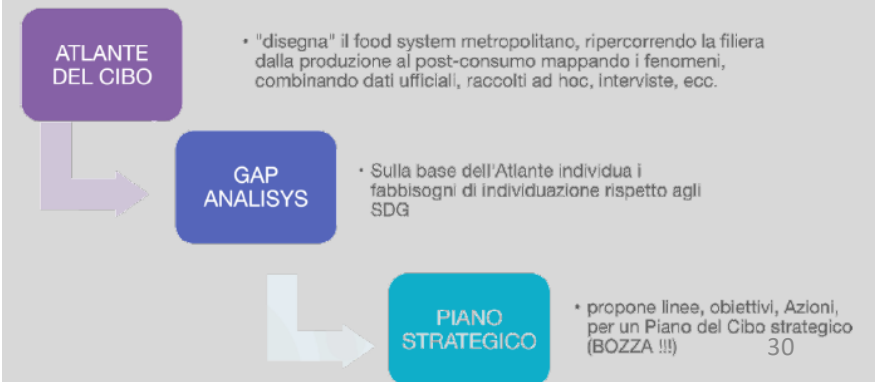 ATLANTE
DEL CIBO
• "disegna" il food system metropolitano, ripercorrendo la filiera
dalla produzione al post-consumo mappando i fenomeni,
combinando dati ufficiali, raccolti ad hoc, interviste, ecc.
GAP
ANALISYS
• Sulla base dell'Atlante individua i
fabbisogni di individuazione rispetto agli
SDG
PIANO
STRATEGICO
• propone linee, obiettivi, Azioni,
per un Piano del Cibo strategico
(BOZZA !!!)
30